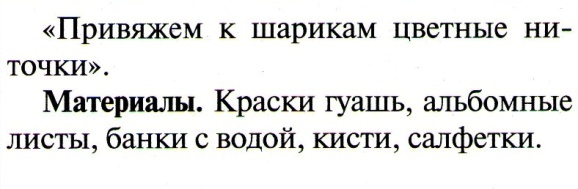 «Привяжем к шарикам цветные ни-
точки».
Материалы. Краски гуашь, альбомные
листы, банки с водой, кисти, салфетки.